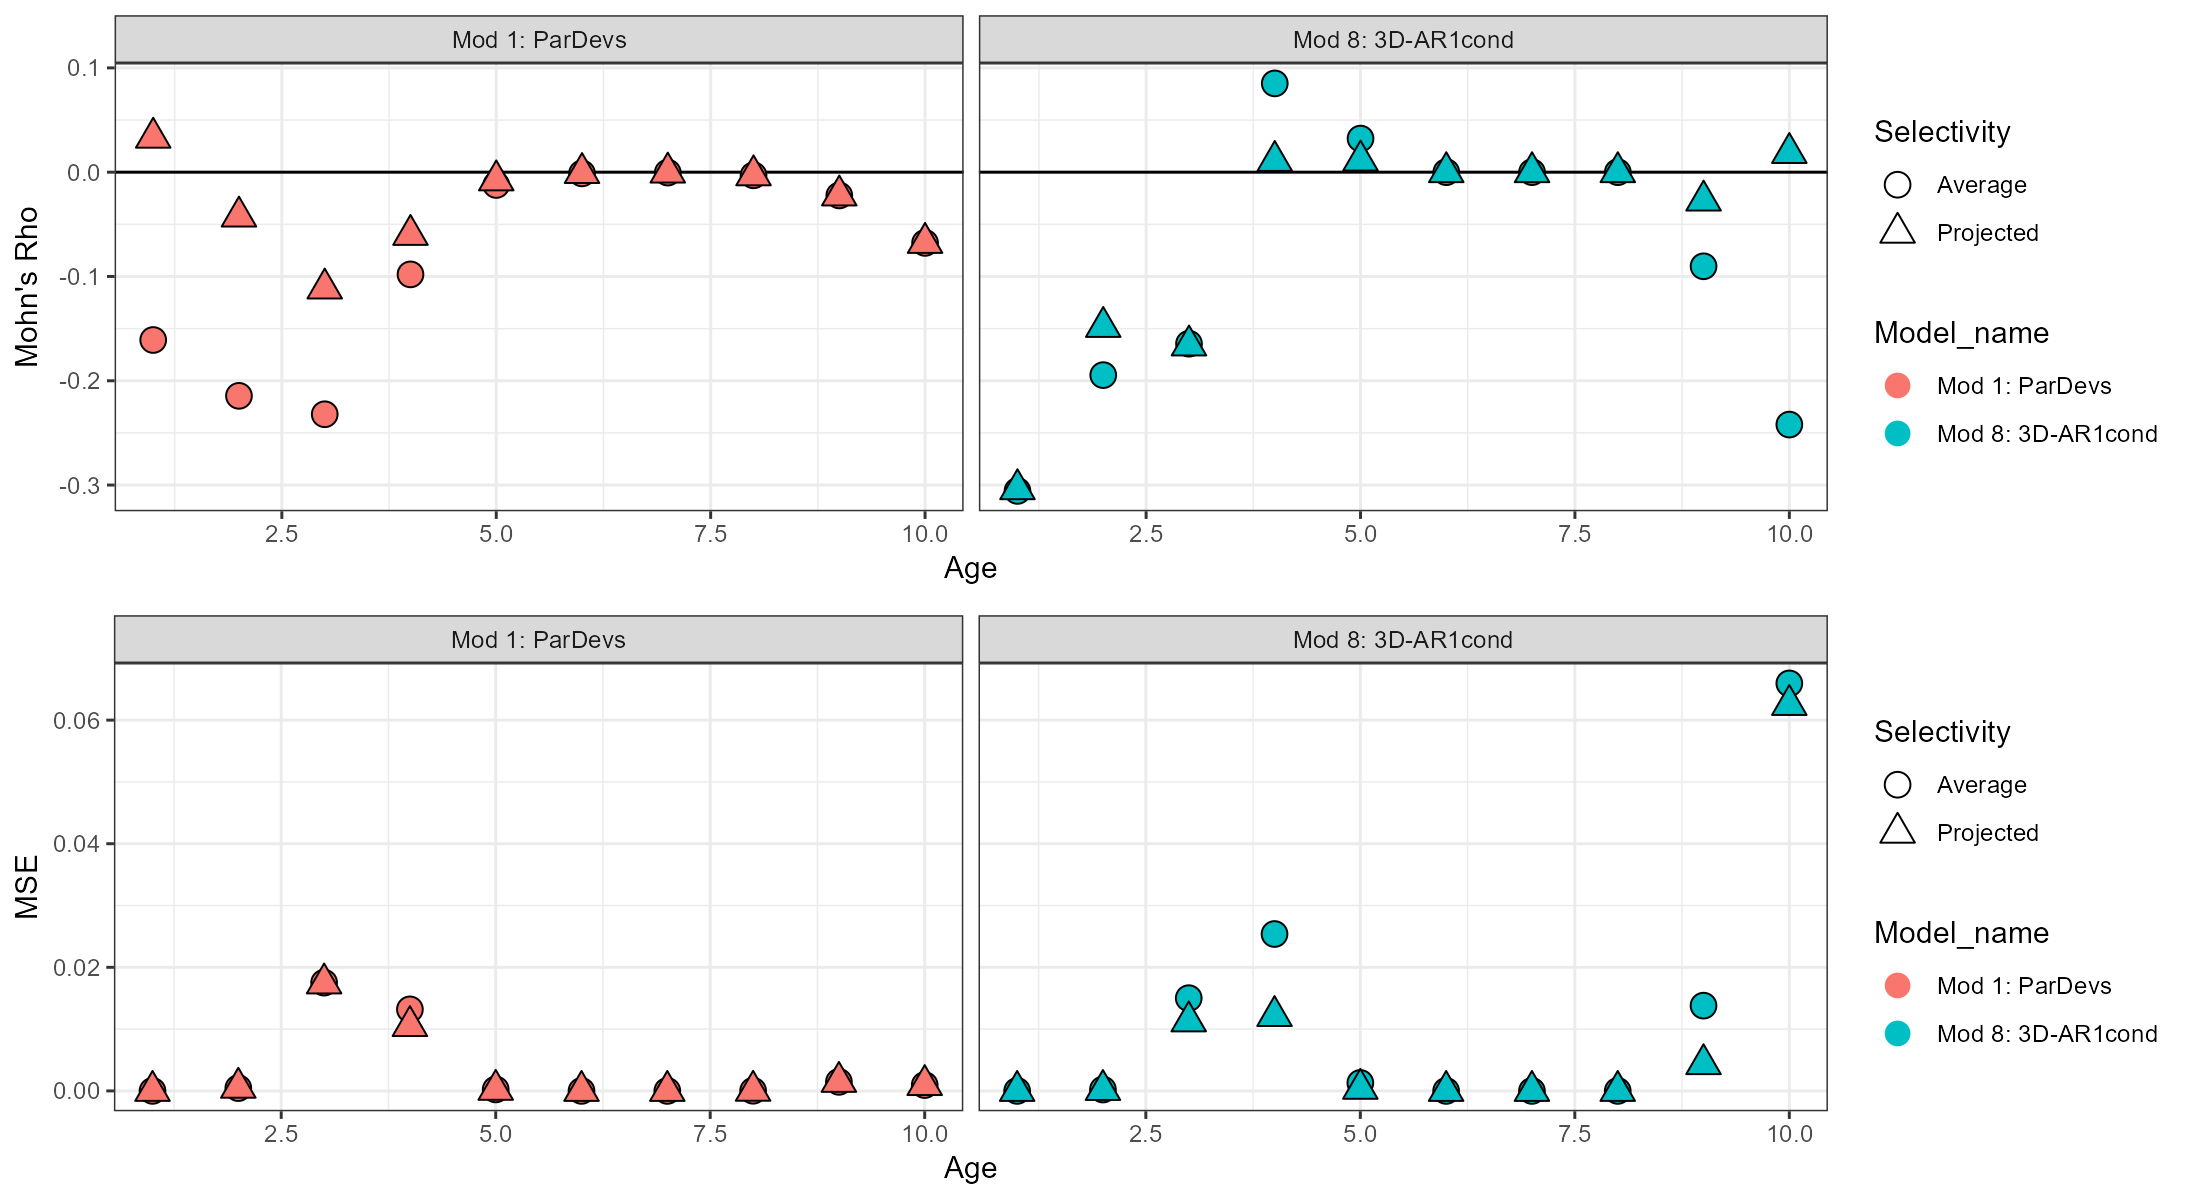 Mod 1: ParDevs
Mod 8: 3D-AR1cond
0.1
0.0
-0.1
-0.2
-0.3
Mohn's Rho
2.5
5.0
7.5
10.0
2.5
5.0
7.5
10.0
Age
Selectivity
Average
Projected
Model_name
Mod 1: ParDevs
Mod 8: 3D-AR1cond
Mod 1: ParDevs
Mod 8: 3D-AR1cond
0.06
0.04
0.02
0.00
MSE
2.5
5.0
7.5
10.0
2.5
5.0
7.5
10.0
Age
Selectivity
Average
Projected
Model_name
Mod 1: ParDevs
Mod 8: 3D-AR1cond